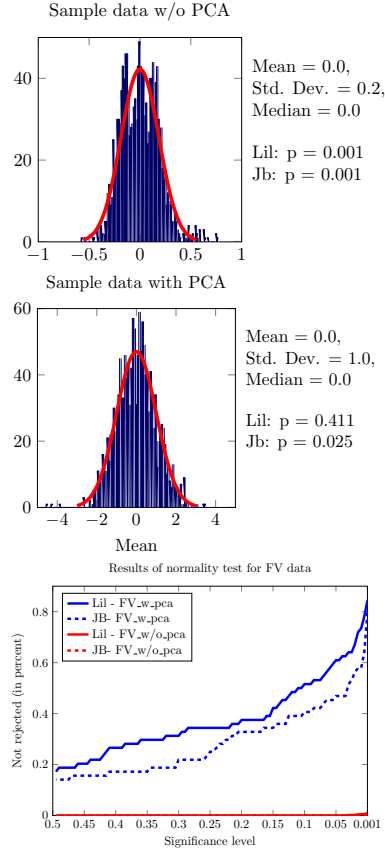 Sample data w/o PCA
40
20
0
−1
−0.5
0
0.5
1
Mean = 0.0,
Std. Dev. = 0.2,
Median = 0.0
Lil: p = 0.001
Jb: p = 0.001
Sample data with PCA
60
40
20
0
−4
−2
0
2
4
Mean
Mean = 0.0,
Std. Dev. = 1.0,
Median = 0.0
Lil: p = 0.411
Jb: p = 0.025
Results of normality test for FV data
Lil - FV_w_pca
JB- FV_w_pca
Lil - FV_w/o_pca
JB- FV_w/o_pca
Not rejected (in percent)
0.8
0.6
0.4
0.2
0
0.5 0.45 0.4 0.35 0.3 0.25 0.2 0.15 0.1 0.05 0.001
Significance level